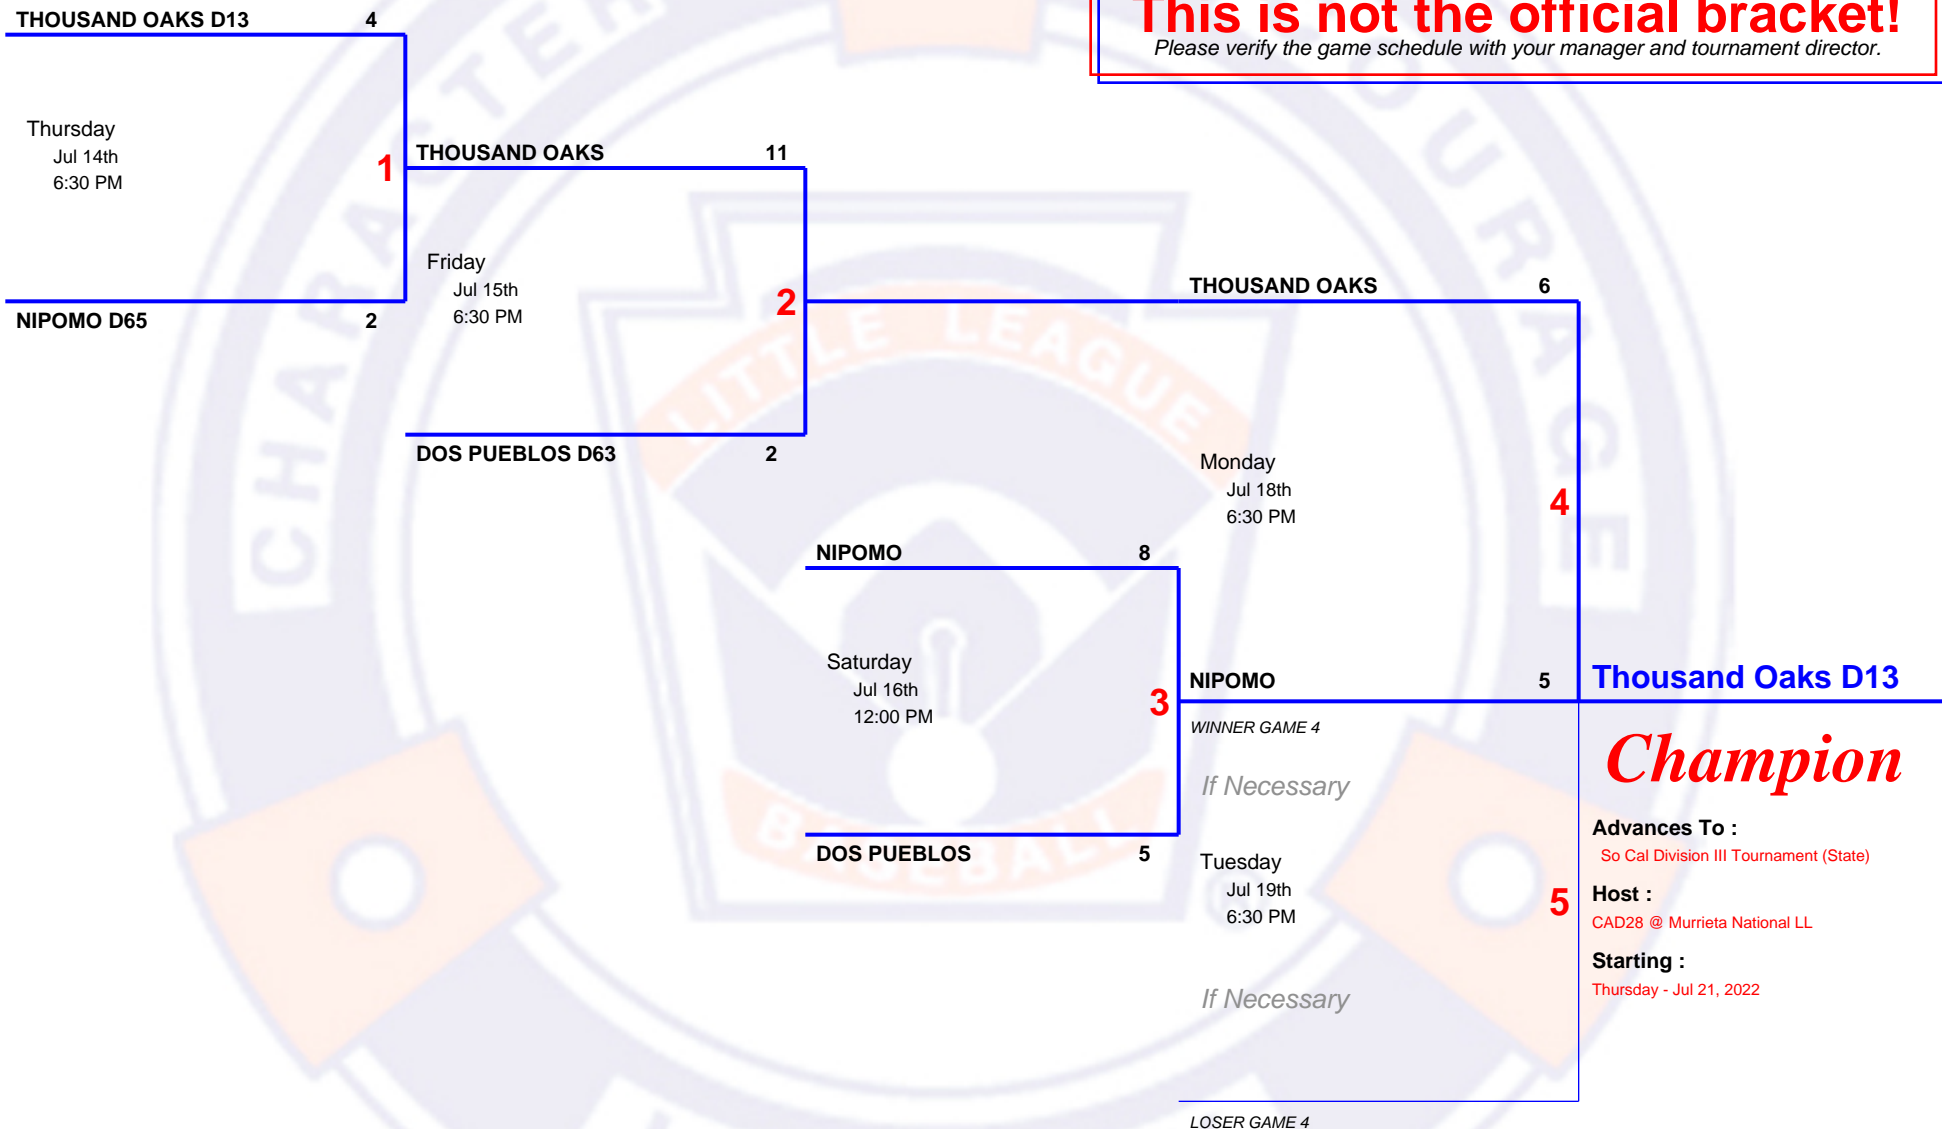 This is not the official bracket!
Please verify the game schedule with your manager and tournament director.
THOUSAND OAKS D13 4
Thursday
Jul 14th
6:30 PM
1
NIPOMO D65 2
THOUSAND OAKS 11
Friday
Jul 15th
6:30 PM
2
DOS PUEBLOS D63 2
NIPOMO 8
Saturday
Jul 16th
12:00 PM
3
DOS PUEBLOS 5
THOUSAND OAKS 6
Monday
Jul 18th
6:30 PM
4
NIPOMO 5
WINNER GAME 4
If Necessary
Tuesday
Jul 19th
6:30 PM
5
If Necessary
LOSER GAME 4
Thousand Oaks D13
Champion
Advances To :
So Cal Division III Tournament (State)
Host :
CAD28 @ Murrieta National LL
Starting :
Thursday - Jul 21, 2022
CHARACTER
COURAGE
LITTLE LEAGUE
BASEBALL
®